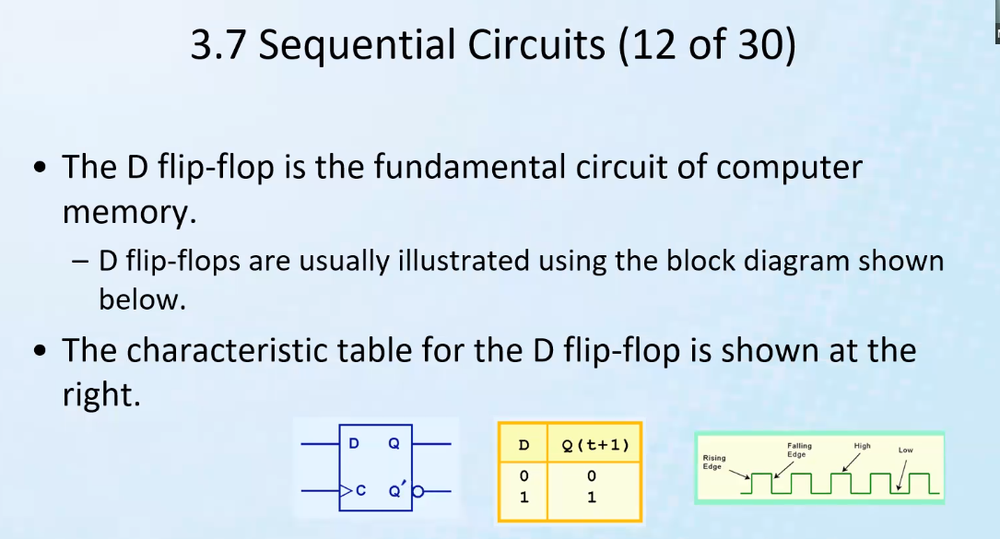 3.7 Sequential Circuits (12 of 30)
• The D flip-flop is the fundamental circuit of computer
memory.
– D flip-flops are usually illustrated using the block diagram shown
below.
• The characteristic table for the D flip-flop is shown at the
right.
D Q
C Q′
D Q(t+1)
0 0
1 1
Rising
Edge
Falling
Edge
High
Low